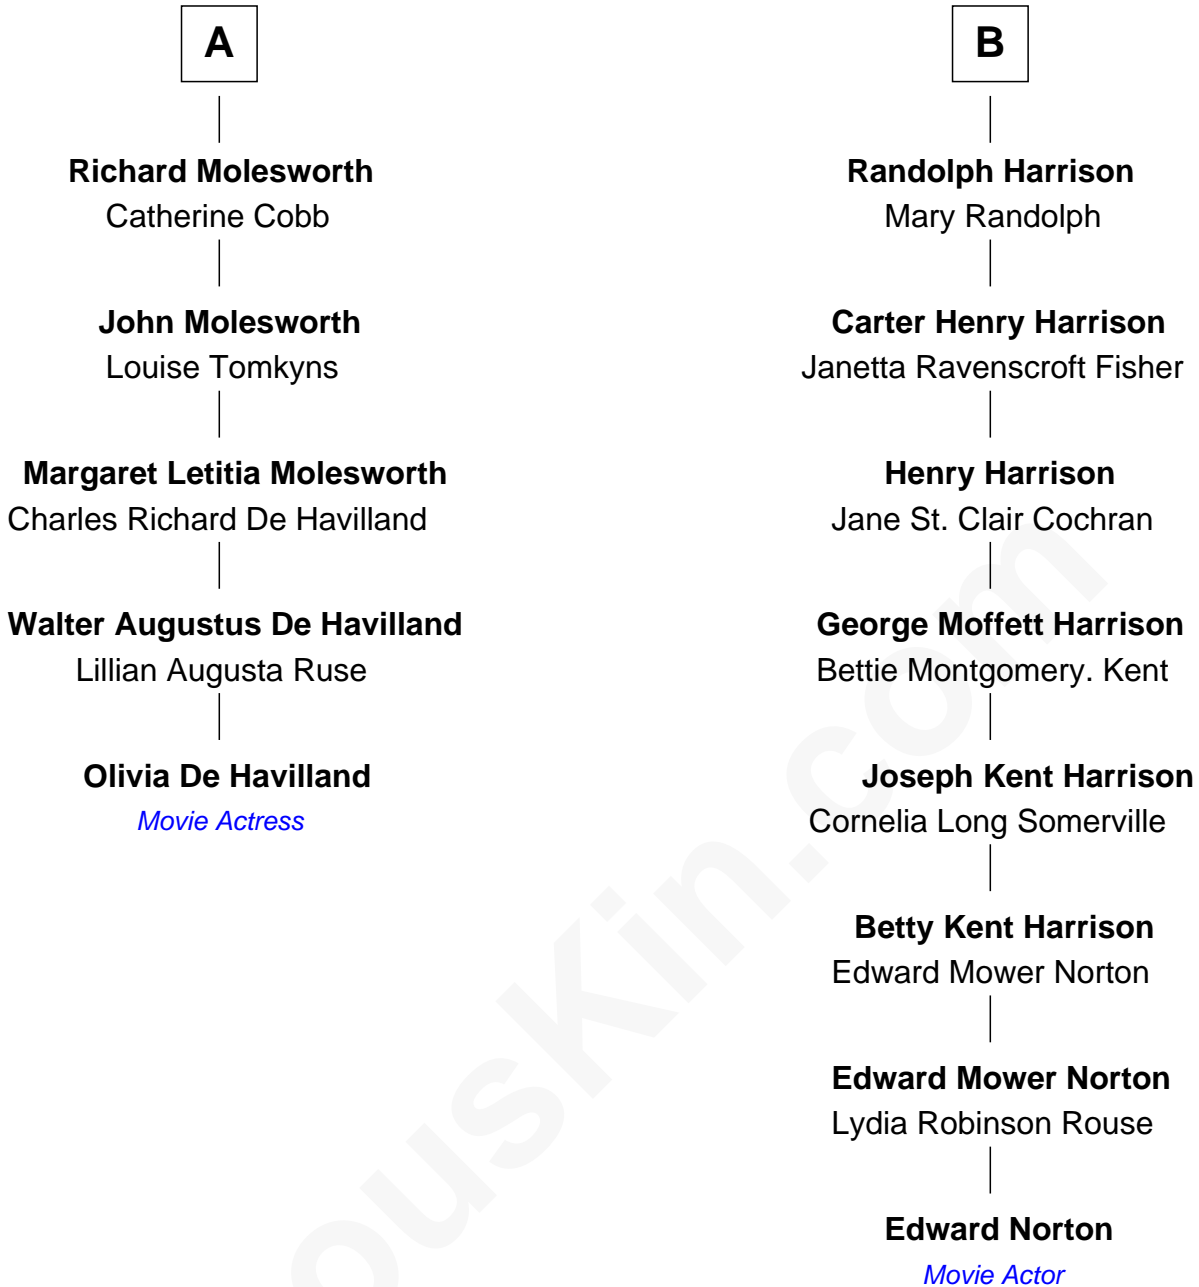 A
Richard Molesworth
Catherine Cobb
John Molesworth
Louise Tomkyns
Margaret Letitia Molesworth
Charles Richard De Havilland
Walter Augustus De Havilland
Lillian Augusta Ruse
Olivia De Havilland
Movie Actress
B
Randolph Harrison
Mary Randolph
Carter Henry Harrison
Janetta Ravenscroft Fisher
Henry Harrison
Jane St. Clair Cochran
George Moffett Harrison
Bettie Montgomery. Kent
Joseph Kent Harrison
Cornelia Long Somerville
Betty Kent Harrison
Edward Mower Norton
Edward Mower Norton
Lydia Robinson Rouse
Edward Norton
Movie Actor
ousKin.com